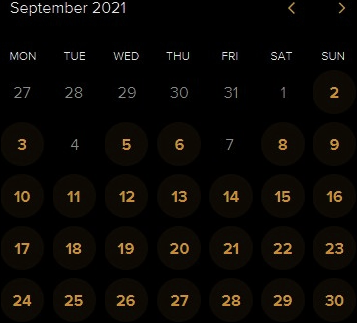 September 2021
MON TUE WED THU FRI SAT SUN
27 28 29 30 31 1 2
3 4 5 6 7 8 9
10 11 12 13 14 15 16
17 18 19 20 21 22 23
24 25 26 27 28 29 30